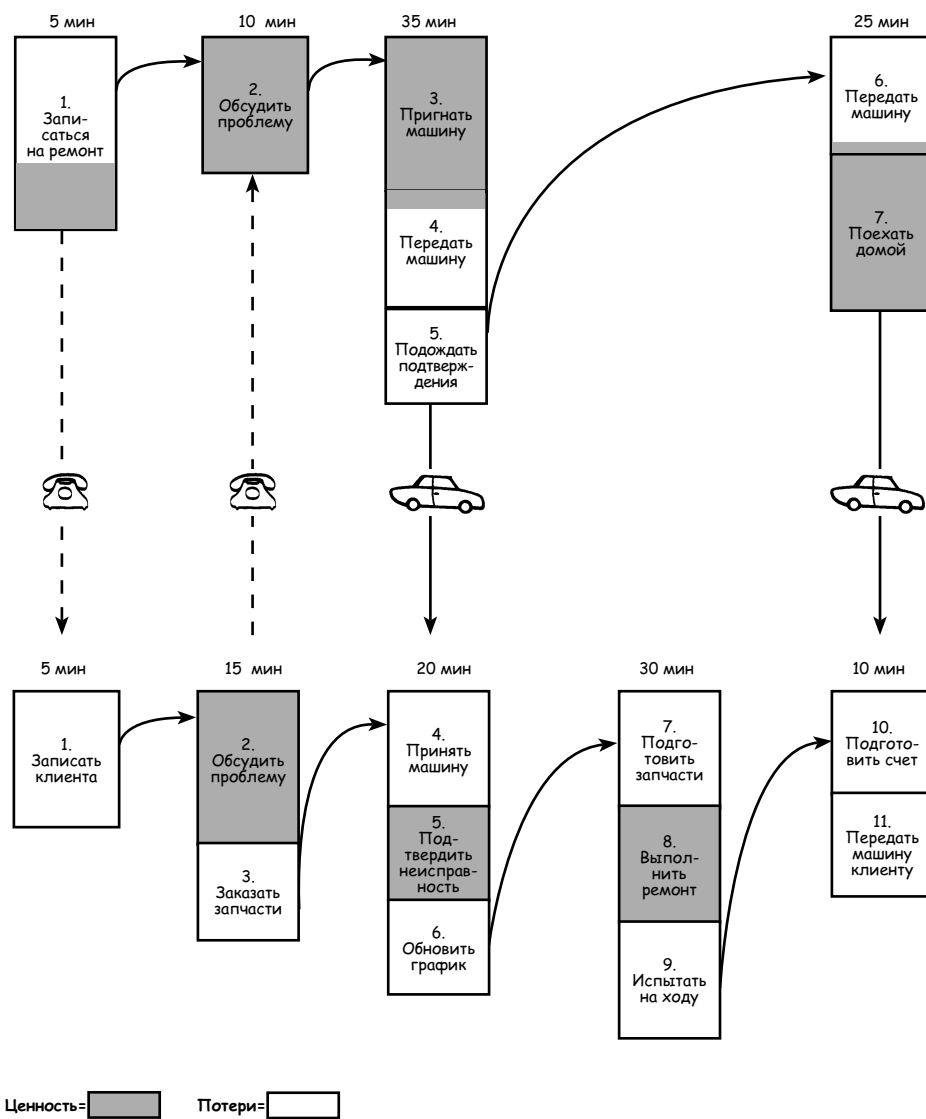 5 мин
10 мин
35 мин
25 мин
1.
Запи-
саться
на ремонт
2.
Обсудить
проблему
3.
Пригнать
машину
4.
Передать
машину
5.
Подождать
подтверж-
дения
6.
Передать
машину
7.
Поехать
домой
5 мин
15 мин
20 мин
30 мин
10 мин
1.
Записать
клиента
2.
Обсудить
проблему
3.
Заказать
запчасти
4.
Принять
машину
5.
Под-
твердить
неисправ-
ность
6.
Обновить
график
7.
Подго-
товить
запчасти
8.
Выпол-
нить
ремонт
9.
Испытать
на ходу
10.
Подгото-
вить счет
11.
Передать
машину
клиенту
Ценность=
Потери=